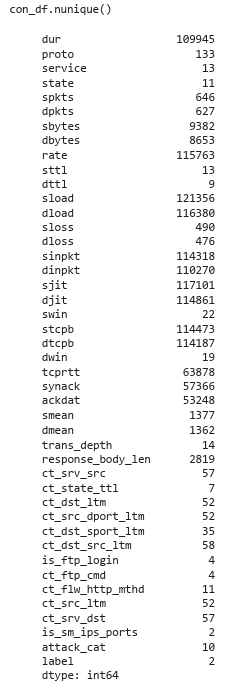 con_df.nunique()
dur 109945
proto 133
service 13
state 11
spkts 646
dpkts 627
sbytes 9382
dbytes 8653
rate 115763
sttl 13
dttl 9
sload 121356
dload 116380
sloss 490
dloss 476
sinpkt 114318
dinpkt 110270
sjit 117101
djit 114861
swin 22
stcpb 114473
dtcpb 114187
dwin 19
tcprtt 63878
synack 57366
ackdat 53248
smean 1377
dmean 1362
trans_depth 14
response_body_len 2819
ct_srv_src 57
ct_state_ttl 7
ct_dst_ltm 52
ct_src_dport_ltm 52
ct_dst_sport_ltm 35
ct_dst_src_ltm 58
is_ftp_login 4
ct_ftp_cmd 4
ct_flw_http_mthd 11
ct_src_ltm 52
ct_srv_dst 57
is_sm_ips_ports 2
attack_cat 10
label 2
dtype: int64